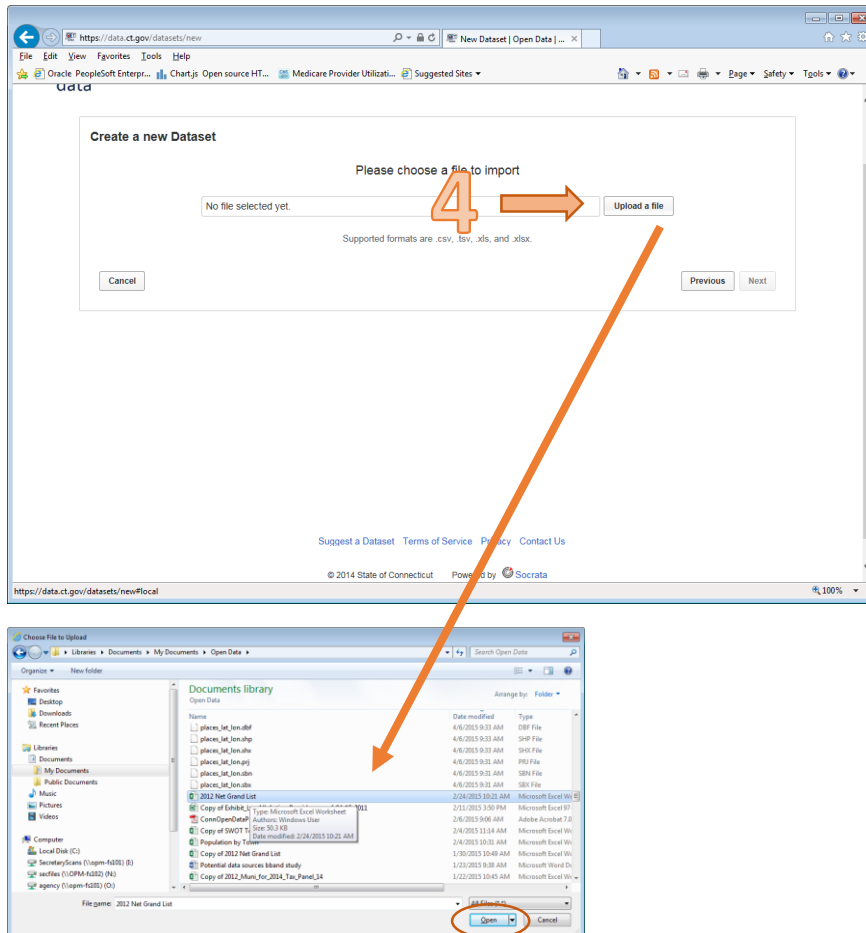 https://data.ct.gov/datasets/new
New Dataset | Open Data | ...
File Edit View Favorites Tools Help
Oracle PeopleSoft Enterpr... Chart.js Open source HT... Medicare Provider Utilizati... Suggested Sites
Page Safety Tools
data
Create a new Dataset
Please choose a file to import
4
No file selected yet.
Upload a file
Supported formats are .csv, .tsv, .xls, and .xlsx.
Cancel
Previous Next
Suggest a Dataset Terms of Service Privacy Contact Us
© 2014 State of Connecticut Powered by Socrata
https://data.ct.gov/datasets/new#local
100%
Choose File to Upload
Libraries Documents My Documents Open Data
Search Open Data
Organize New folder
Favorites
Desktop
Downloads
Recent Places
Libraries
Documents
My Documents
Public Documents
Music
Pictures
Videos
Computer
Local Disk (C:)
SecretaryScans (\\opm-fs101) (I:)
secfiles (\\OPM-FS102) (N:)
agency (\\opm-fs101) (O:)
Documents library
Open Data
Arrange by: Folder
Name Date modified Type
places_lat_lon.dbf 4/6/2015 9:33 AM DBF File
places_lat_lon.shp 4/6/2015 9:33 AM SHP File
places_lat_lon.shx 4/6/2015 9:33 AM SHX File
places_lat_lon.prj 4/6/2015 9:31 AM PRJ File
places_lat_lon.sbn 4/6/2015 9:31 AM SBN File
places_lat_lon.sbx 4/6/2015 9:31 AM SBX File
2012 Net Grand List 2/24/2015 10:21 AM Microsoft Excel Wo
Copy of 2011 2/11/2015 3:50 PM Microsoft Excel 97
ConnOpenDataP 2/6/2015 9:06 AM Adobe Acrobat 7.0
Copy of SWOT T 2/4/2015 11:14 AM Microsoft Excel Wo
Population by Town 2/4/2015 10:31 AM Microsoft Excel Wo
Copy of 2012 Net Grand List 1/30/2015 10:49 AM Microsoft Excel Wo
Potential data sources bband study 1/23/2015 9:38 AM Microsoft Word Do
Copy of 2012_Muni_for_2014_Tax_Panel_14 1/22/2015 10:45 AM Microsoft Excel Wo
Type: Microsoft Excel Worksheet
Authors: Windows User
Size: 50.3 KB
Date modified: 2/24/2015 10:21 AM
File name: 2012 Net Grand List
All Files (*.*)
Open Cancel